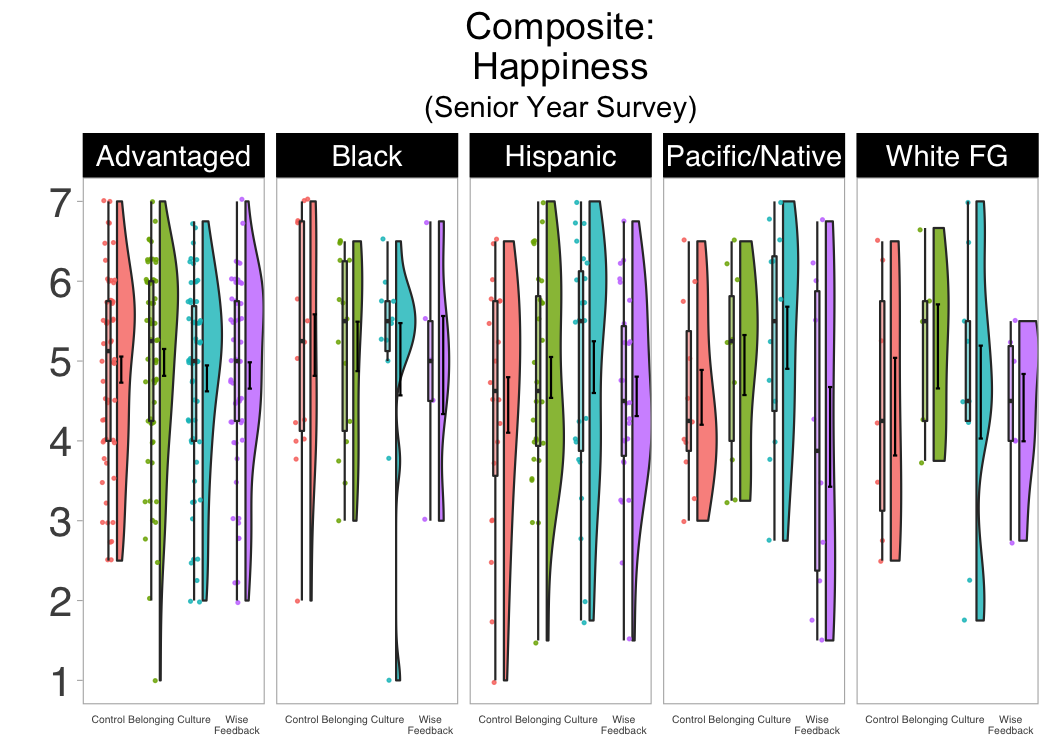 Composite:
Happiness
(Senior Year Survey)
Advantaged Black Hispanic Pacific/Native White FG
7
6
5
4
3
2
1
Control Belonging Culture Wise Feedback Control Belonging Culture Wise Feedback Control Belonging Culture Wise Feedback Control Belonging Culture Wise Feedback Control Belonging Culture Wise Feedback